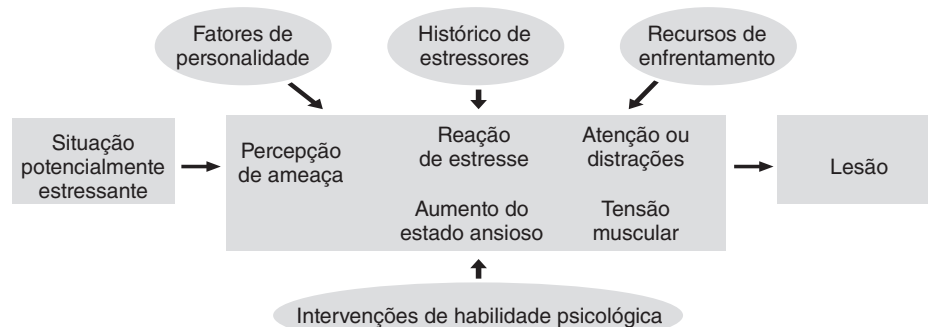 Fatores de
personalidade
Histórico de
estressores
Recursos de
enfrentamento
Situação
potencialmente
estressante
Percepção
de ameaça
Reação
de estresse
Atenção ou
distrações
Aumento do
estado ansioso
Tensão
muscular
Lesão
Intervenções de habilidade psicológica